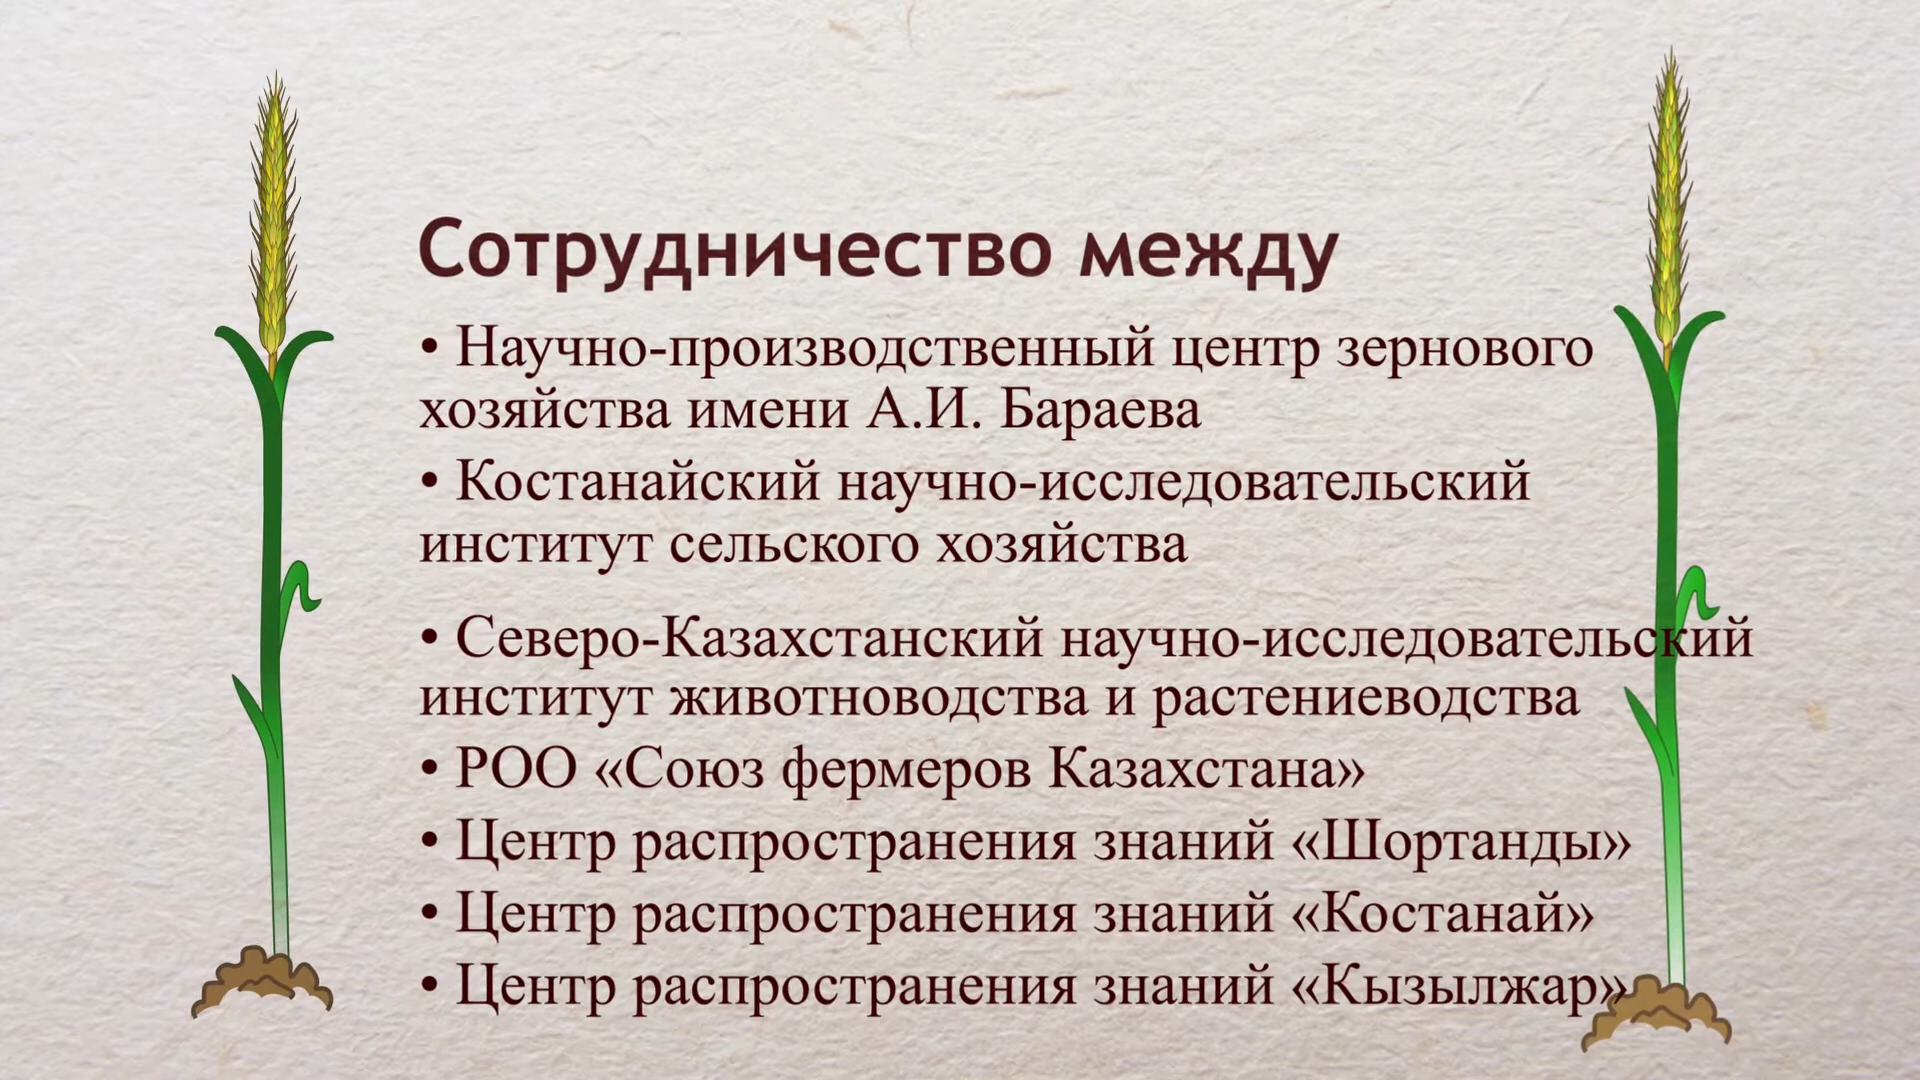 Сотрудничество между
• Научно-производственный центр зернового
хозяйства имени А.И. Бараева
• Костанайский научно-исследовательский
институт сельского хозяйства
• Северо-Казахстанский научно-исследовательский
институт животноводства и растениеводства
• РОО «Союз фермеров Казахстана»
• Центр распространения знаний «Шортанды»
• Центр распространения знаний «Костанай»
• Центр распространения знаний «Кызылжар»